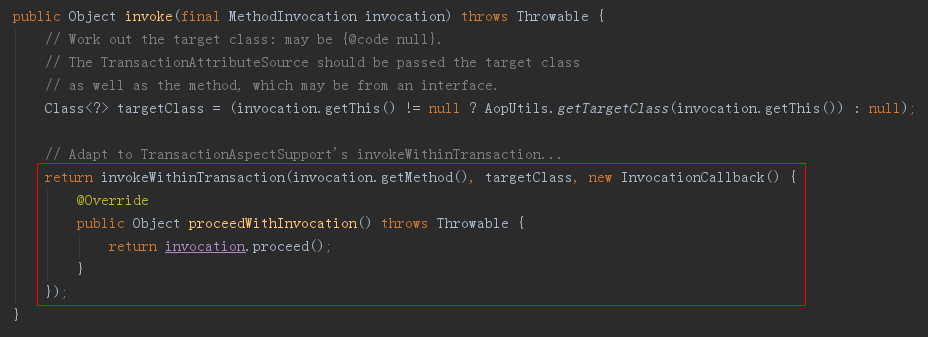 public Object invoke(final MethodInvocation invocation) throws Throwable {
// Work out the target class: may be {@code null}.
// The TransactionAttributeSource should be passed the target class
// as well as the method, which may be from an interface.
Class<?> targetClass = (invocation.getThis() != null ? AopUtils.getTargetClass(invocation.getThis()) : null);
// Adapt to TransactionAspectSupport's invokeWithinTransaction...
return invokeWithinTransaction(invocation.getMethod(), targetClass, new InvocationCallback() {
@Override
public Object proceedWithInvocation() throws Throwable {
return invocation.proceed();
}
});
}